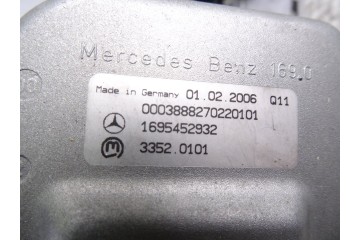 Mercedes Benz 169.0
Made in Germany 01.02.2006 Q11
0003888270220101
1695452932
3352.0101